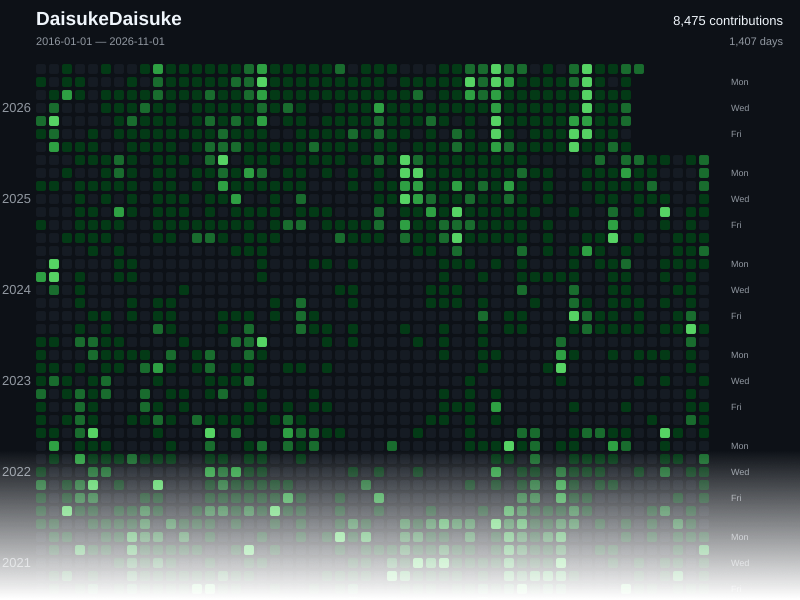 DaisukeDaisuke
8,475 contributions
2016-01-01 — 2026-11-01
1,407 days
Mon
2026
Wed
Fri
Mon
2025
Wed
Fri
Mon
2024
Wed
Fri
Mon
2023
Wed
Fri
Mon
2022
Wed
Fri
Mon
2021
Wed